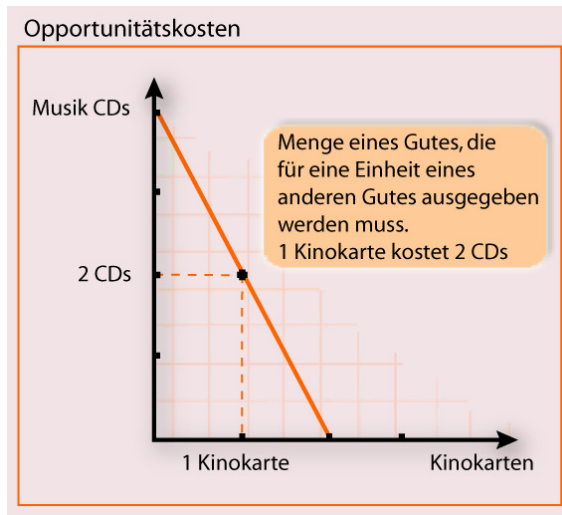 Opportunitätskosten
Musik CDs
Menge eines Gutes, die
für eine Einheit eines
anderen Gutes ausgegeben
werden muss.
1 Kinokarte kostet 2 CDs
2 CDs
1 Kinokarte
Kinokarten